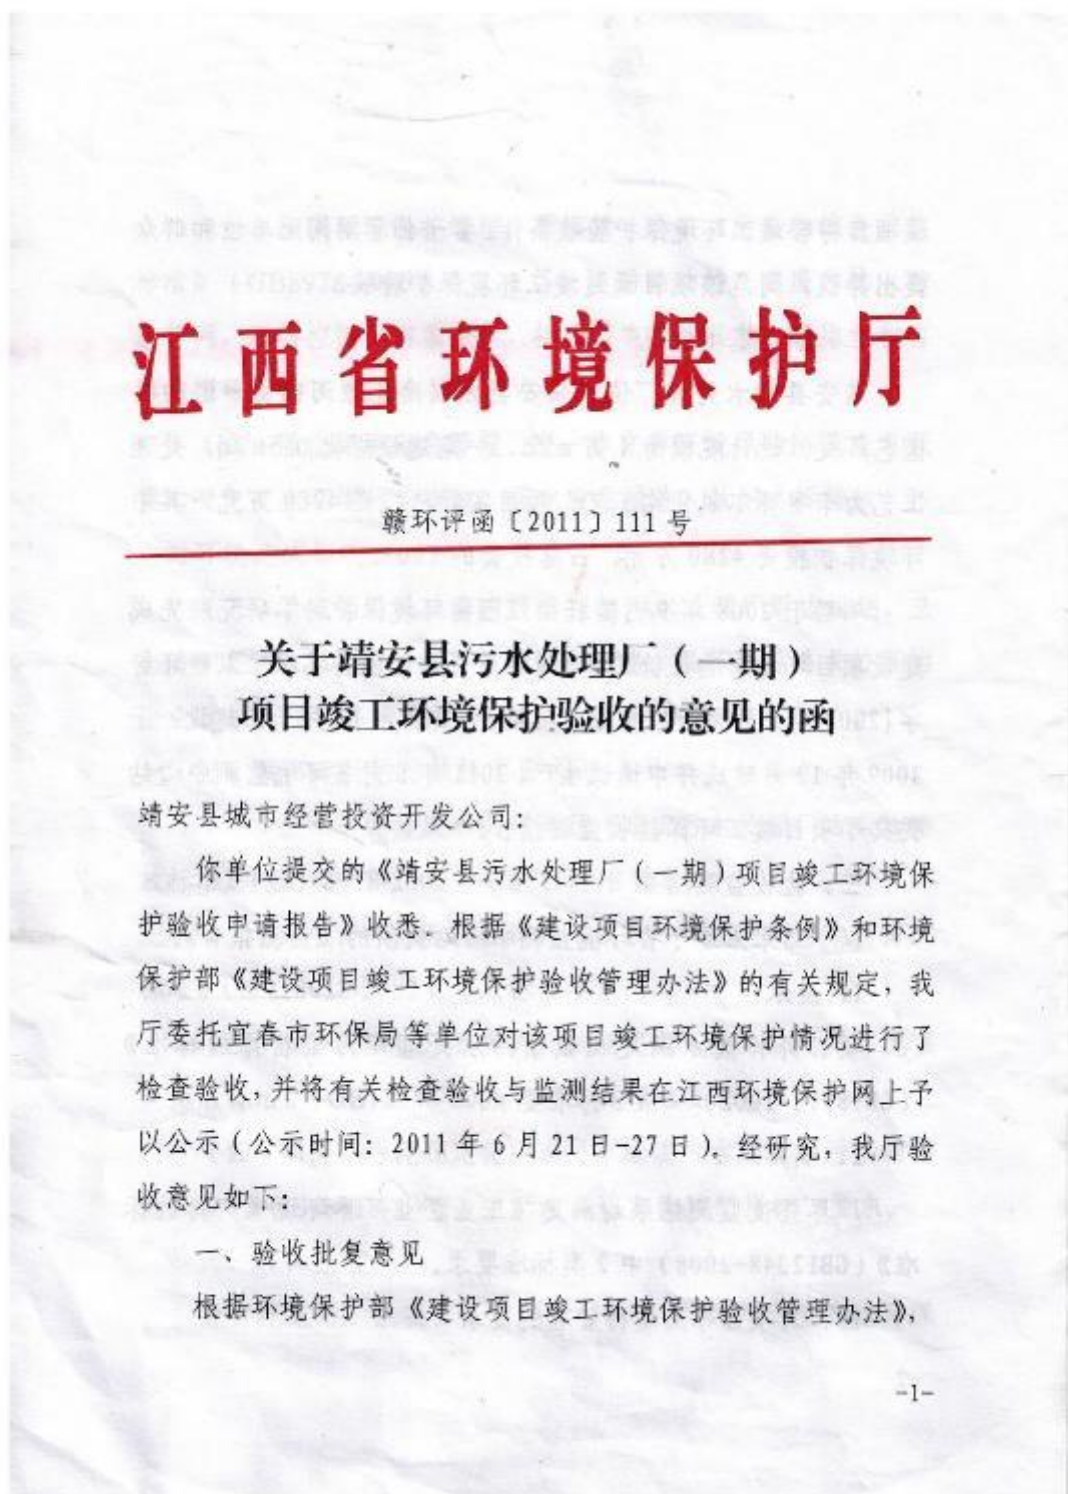 江西省环境保护厅
赣环评函〔2011〕111号
关于靖安县污水处理厂（一期）
项目竣工环境保护验收的意见的函
靖安县城市经营投资开发公司：
你单位提交的《靖安县污水处理厂（一期）项目竣工环境保
护验收申请报告》收悉。根据《建设项目环境保护条例》和环境
保护部《建设项目竣工环境保护验收管理办法》的有关规定，我
厅委托宜春市环保局等单位对该项目竣工环境保护情况进行了
检查验收，并将有关检查验收与监测结果在江西环境保护网上予
以公示（公示时间：2011年6月21日-27日）。经研究，我厅验
收意见如下：
一、验收批复意见
根据环境保护部《建设项目竣工环境保护验收管理办法》，
-1-